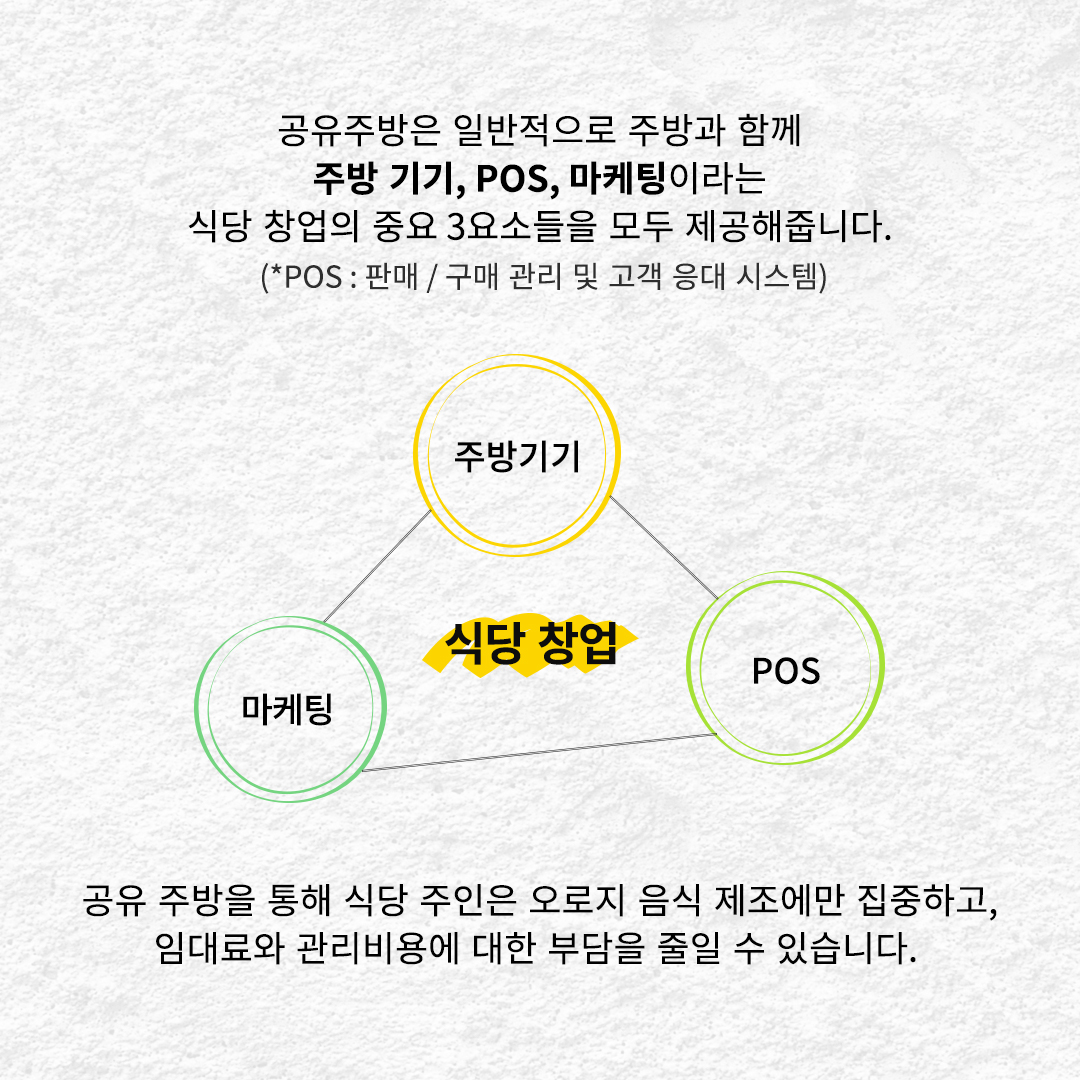 공유주방은 일반적으로 주방과 함께
주방 기기, POS, 마케팅이라는
식당 창업의 중요 3요소들을 모두 제공해줍니다.
(*POS : 판매 / 구매 관리 및 고객 응대 시스템)
주방기기
식당 창업
POS
마케팅
공유 주방을 통해 식당 주인은 오로지 음식 제조에만 집중하고,
임대료와 관리비용에 대한 부담을 줄일 수 있습니다.